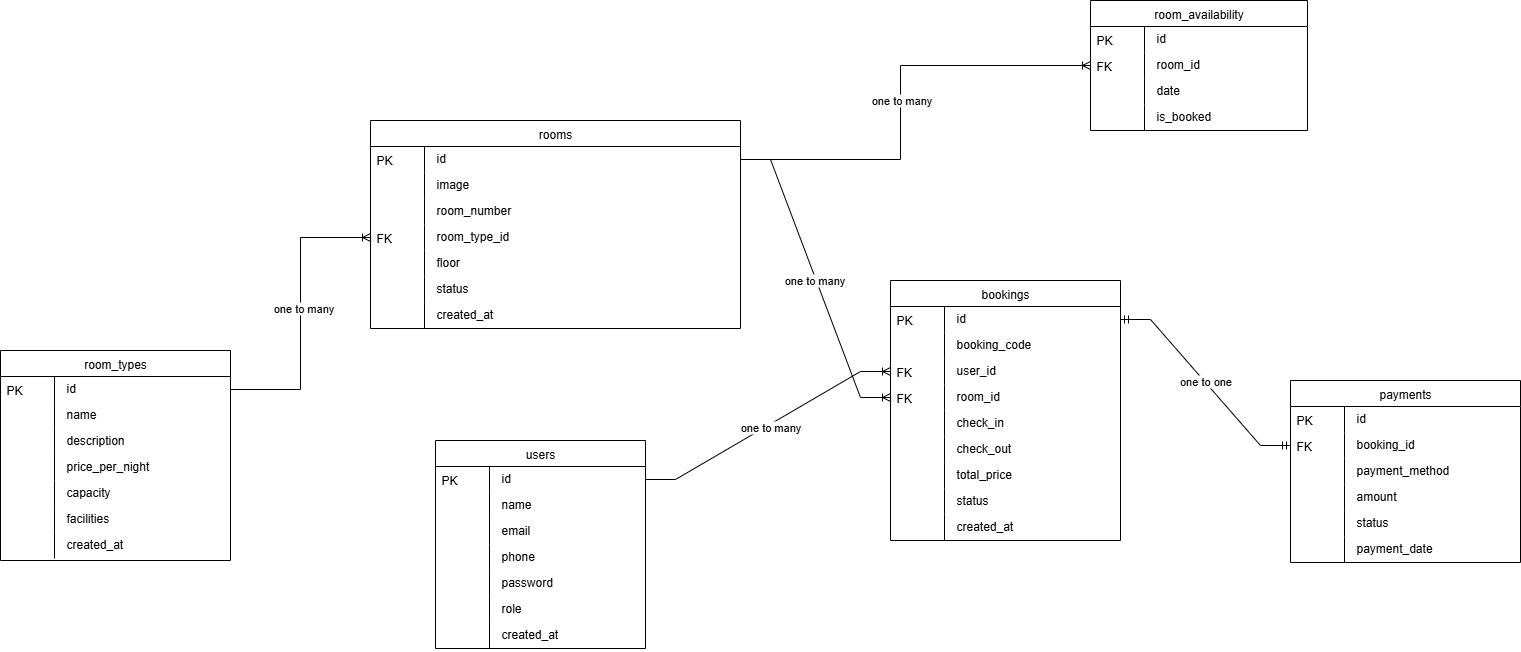 room_availability
PK id
FK room_id
date
is_booked
one to many
rooms
PK id
image
room_number
FK room_type_id
floor
status
created_at
one to many
one to many
bookings
PK id
booking_code
FK user_id
FK room_id
check_in
check_out
total_price
status
created_at
room_types
PK id
name
description
price_per_night
capacity
facilities
created_at
one to one
payments
PK id
FK booking_id
payment_method
amount
status
payment_date
one to many
users
PK id
name
email
phone
password
role
created_at